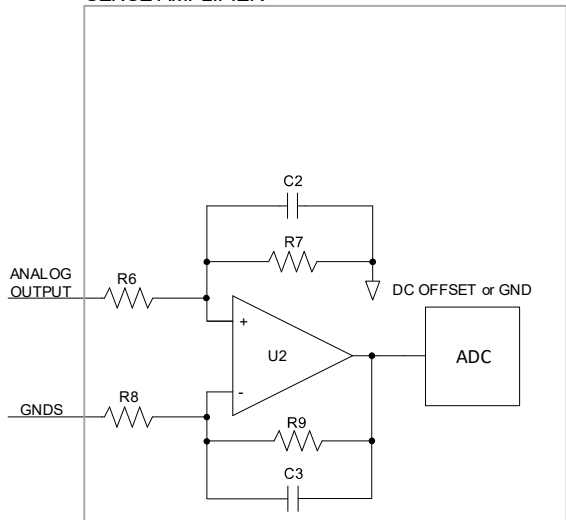 C2
R7
ANALOG
OUTPUT
R6
DC OFFSET or GND
+
U2
ADC
-
GNDS
R8
R9
C3